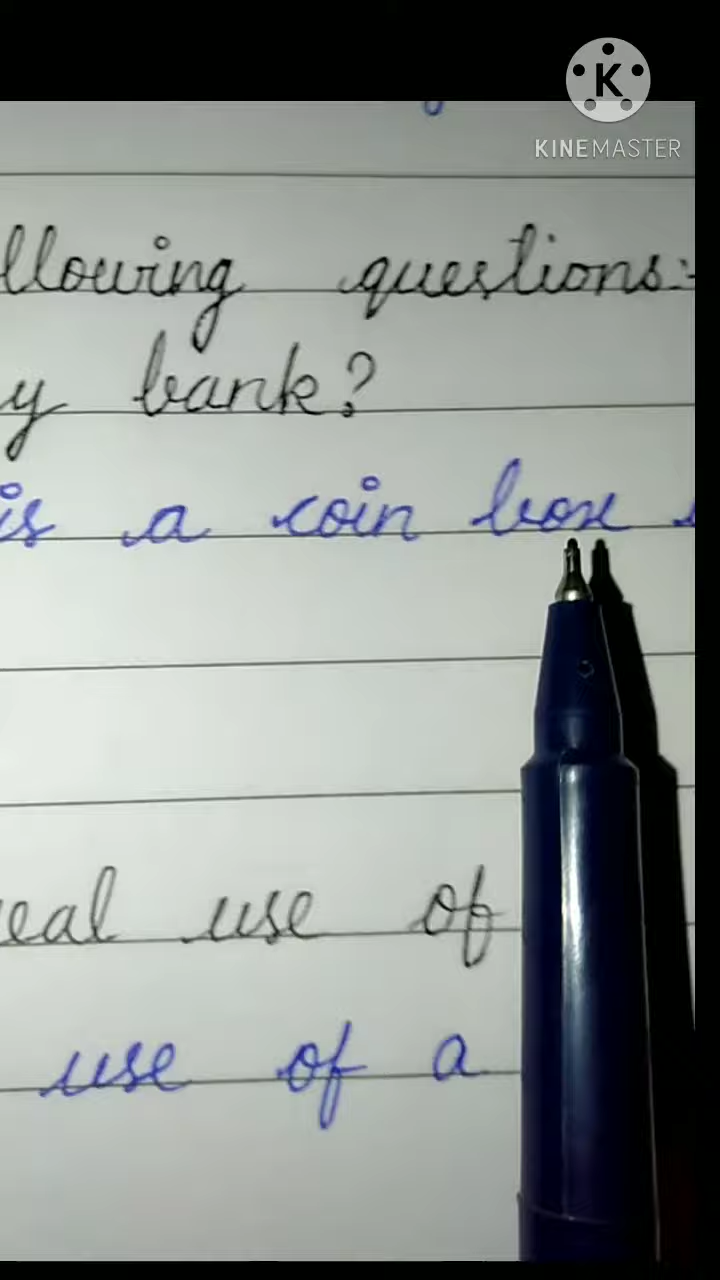 KINEMASTER
llowing questions:-
y bank?
is a coin box
eal use of
use of a